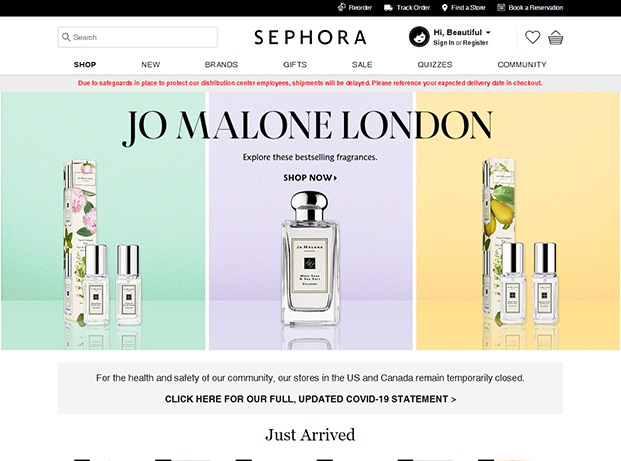 Reorder Track Order Find a Store Book a Reservation
Search
SEPHORA
Hi, Beautiful
Sign In or Register
SHOP NEW BRANDS GIFTS SALE QUIZZES COMMUNITY
Due to safeguards in place to protect our distribution center employees, shipments will be delayed. Please reference your expected delivery date in checkout.
JO MALONE LONDON
Explore these bestselling fragrances.
SHOP NOW
JO MALONE
LONDON
WOOD SAGE
& SEA SALT
COLOGNE
For the health and safety of our community, our stores in the US and Canada remain temporarily closed.
CLICK HERE FOR OUR FULL, UPDATED COVID-19 STATEMENT >
Just Arrived